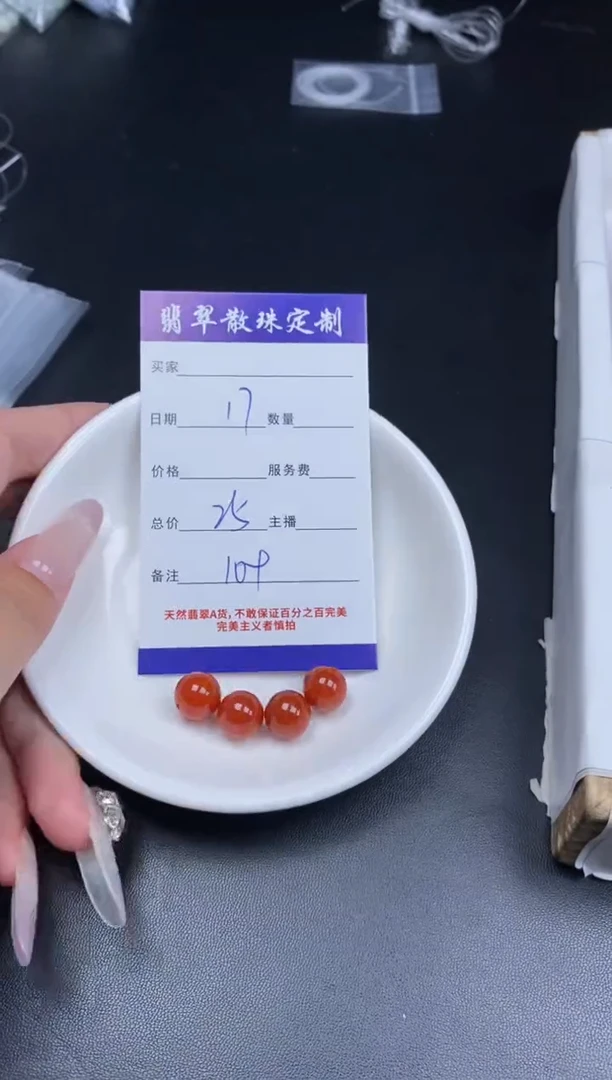 翡翠散珠定制
买家
日期 17 数量
价格 服务费
总价 25 主播
备注 109
天然翡翠A货,不敢保证百分之百完美
完美主义者慎拍